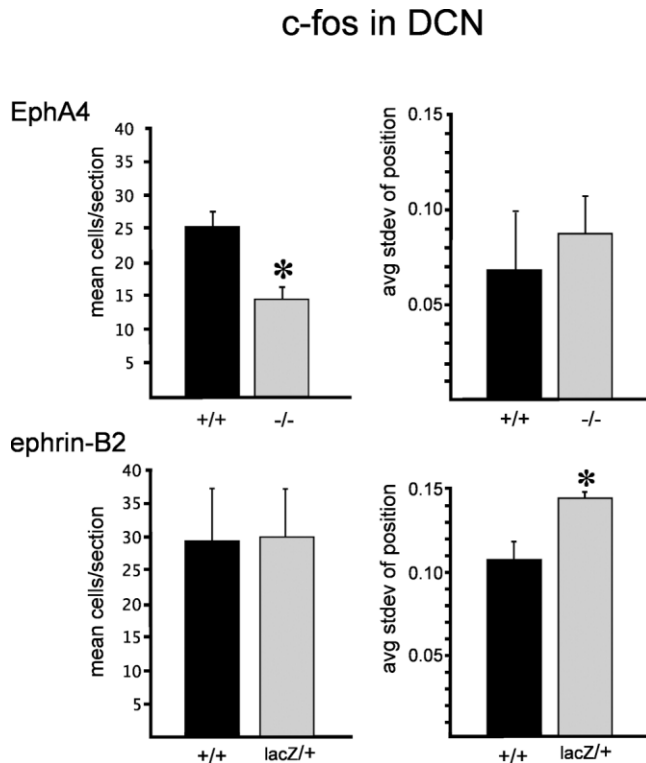 c-fos in DCN
EphA4
mean cells/section
40
35
30
25
20
15
10
5
*
+/+ -/-
avg stdev of position
0.15
0.10
0.05
+/+ -/-
ephrin-B2
mean cells/section
40
35
30
25
20
15
10
5
+/+ lacZ/+
avg stdev of position
0.15
0.10
0.05
*
+/+ lacZ/+